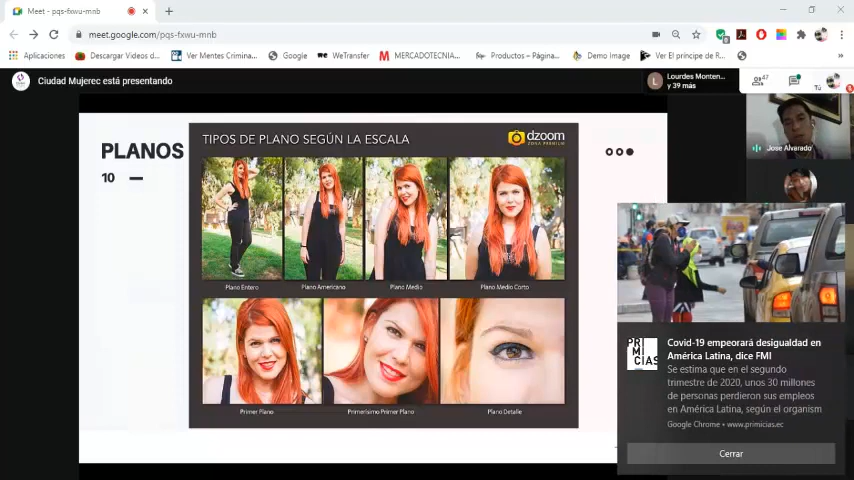 Meet - pqs-fxwu-mnb
meet.google.com/pqs-fxwu-mnb
Aplicaciones
Descargar Videos d...
Ver Mentes Crimina...
Google
WeTransfer
MERCADOTECNIA...
Productos – Página...
Demo Image
Ver El príncipe de R...
Ciudad Mujerec está presentando
Lourdes Monten...
y 39 más
47
Tú
PLANOS
10
TIPOS DE PLANO SEGÚN LA ESCALA
dzoom
ZONA PREMIUM
Jose Alvarado
Plano Entero
Plano Americano
Plano Medio
Plano Medio Corto
Primer Plano
Primerísimo Primer Plano
Plano Detalle
PRI
MI
CIAS
Covid-19 empeorará desigualdad en
América Latina, dice FMI
Se estima que en el segundo
trimestre de 2020, unos 30 millones
de personas perdieron sus empleos
en América Latina, según el organism
Google Chrome • www.primicias.ec
Cerrar